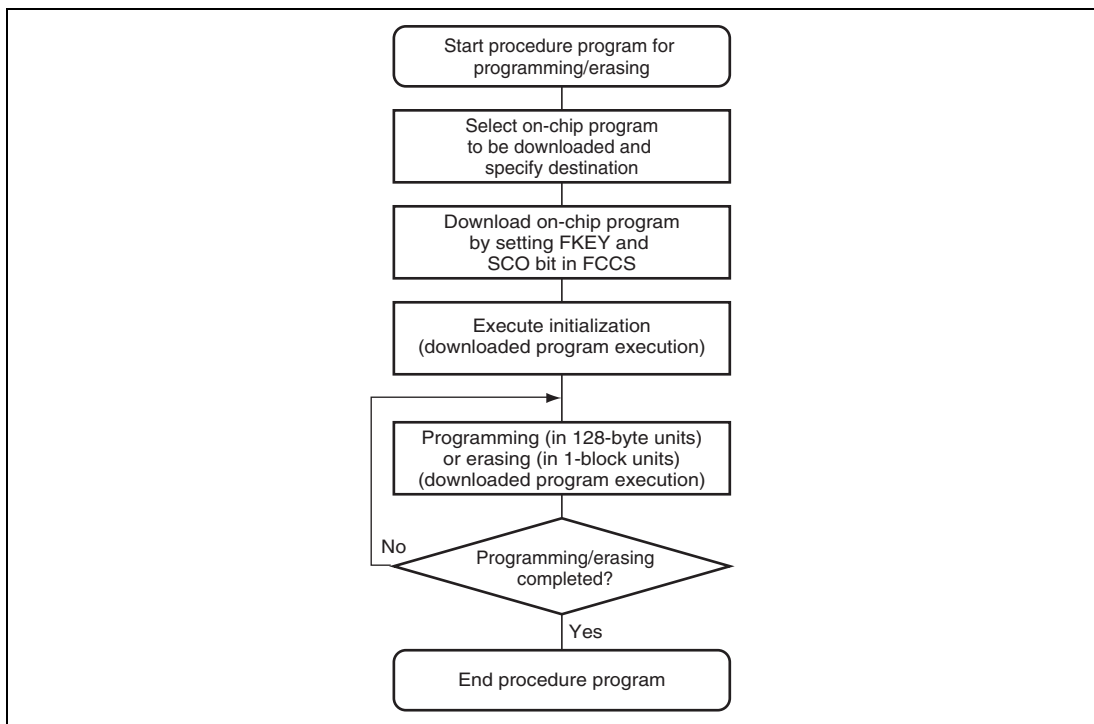 Start procedure program for
programming/erasing
Select on-chip program
to be downloaded and
specify destination
Download on-chip program
by setting FKEY and
SCO bit in FCCS
Execute initialization
(downloaded program execution)
Programming (in 128-byte units)
or erasing (in 1-block units)
(downloaded program execution)
No
Programming/erasing
completed?
Yes
End procedure program